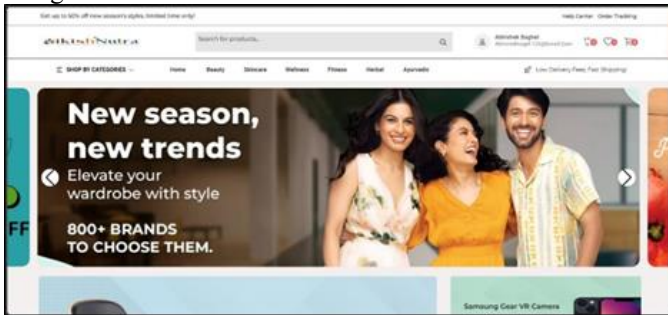 Get up to 50% off new season's styles, limited time only!
Help Center Order Tracking
Search for products...
SHOP BY CATEGORIES
Home Beauty Skincare Wellness Fitness Herbal Ayurvedic
Low Delivery Fees, Fast Shipping!
New season,
new trends
Elevate your
wardrobe with style
800+ BRANDS
TO CHOOSE THEM.
FF
Samsung Gear VR Camera